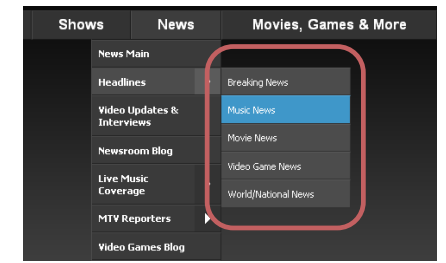 Shows News Movies, Games & More
News Main
Headlines
Video Updates &
Interviews
Newsroom Blog
Live Music
Coverage
MTV Reporters
Video Games Blog
Breaking News
Music News
Movie News
Video Game News
World/National News